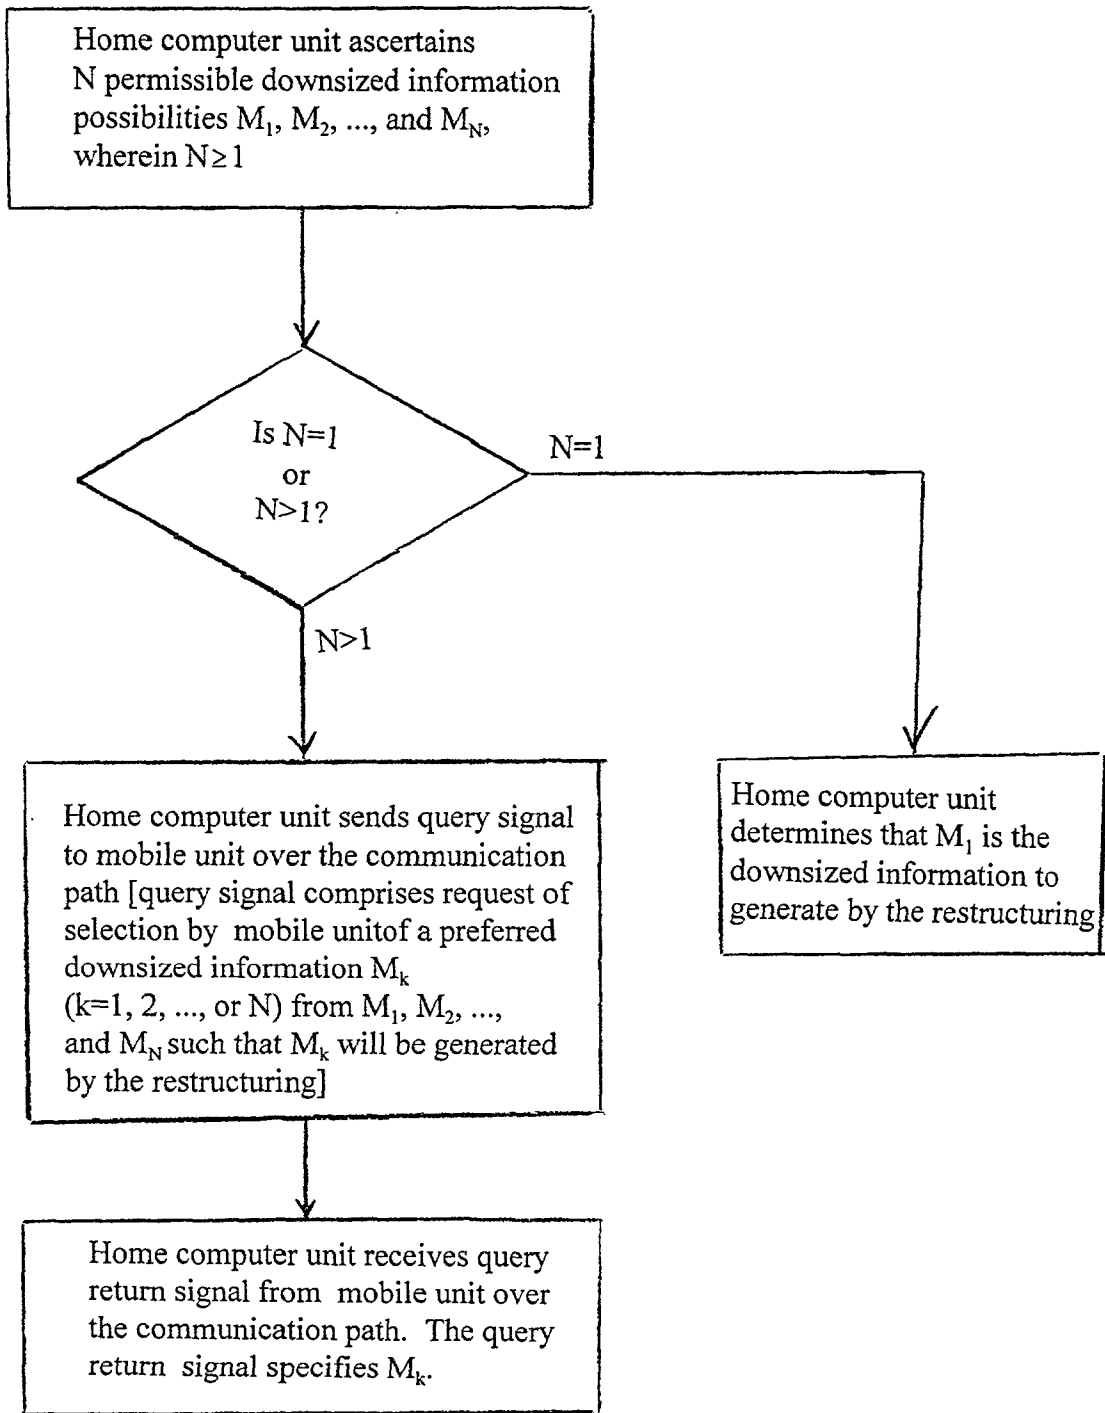 Home computer unit ascertains
N permissible downsized information
possibilities M₁, M₂, ..., and M_N,
wherein N≥1
Is N=1
or
N>1?
N=1
N>1
Home computer unit sends query signal
to mobile unit over the communication
path [query signal comprises request of
selection by mobile unitof a preferred
downsized information Mₖ
(k=1, 2, ..., or N) from M₁, M₂, ...,
and M_N such that Mₖ will be generated
by the restructuring]
Home computer unit
determines that M₁ is the
downsized information to
generate by the restructuring
Home computer unit receives query
return signal from mobile unit over
the communication path. The query
return signal specifies Mₖ.